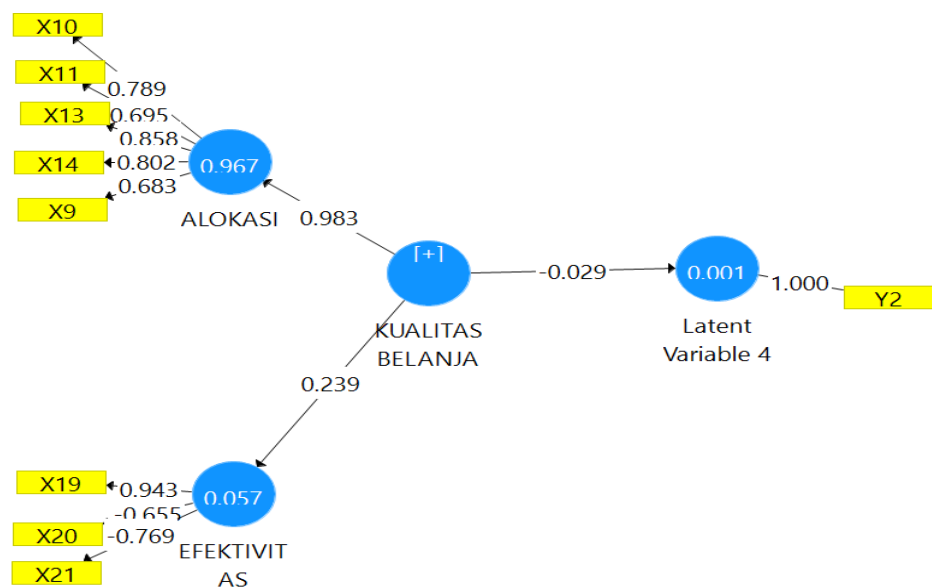 X10
X11
0.789
X13
0.695
0.858
X14
0.802
0.967
0.683
X9
ALOKASI
0.983
[+]
-0.029
0.001
1.000
Y2
KUALITAS
BELANJA
Latent
Variable 4
0.239
X19
0.943
0.057
-0.655
X20
-0.769
EFEKTIVIT
AS
X21